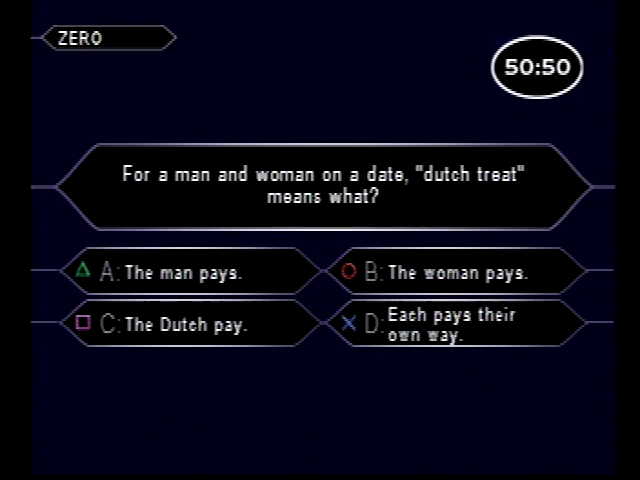 ZERO
50:50
For a man and woman on a date, "dutch treat"
means what?
A: The man pays.
B: The woman pays.
C: The Dutch pay.
D: Each pays their
own way.